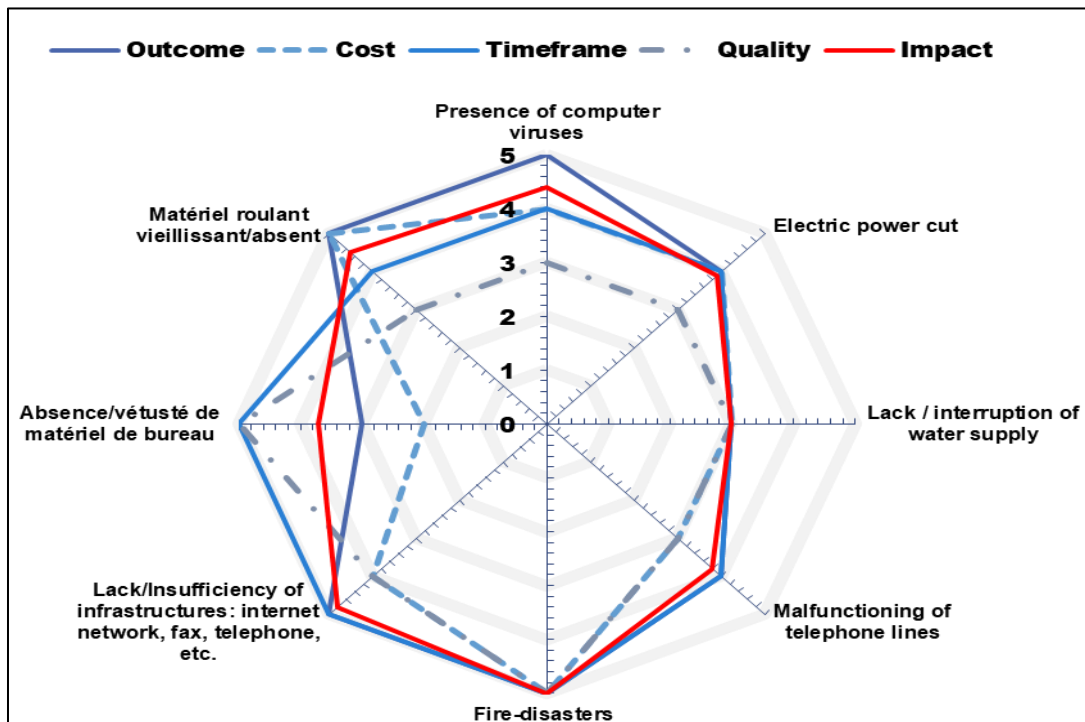 Outcome Cost Timeframe Quality Impact
Presence of computer
viruses
5
4
3
2
1
0
Matériel roulant
vieillissant/absent
Electric power cut
Absence/vétusté de
matériel de bureau
Lack / interruption of
water supply
Lack/Insufficiency of
infrastructures: internet
network, fax, telephone,
etc.
Malfunctioning of
telephone lines
Fire-disasters